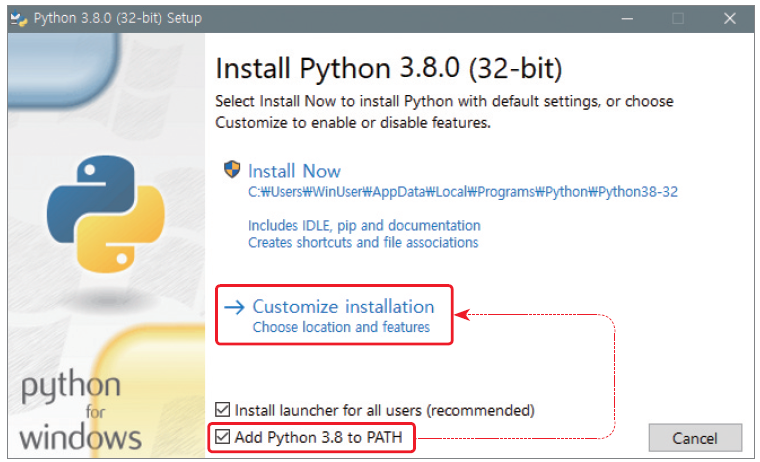 Python 3.8.0 (32-bit) Setup
Install Python 3.8.0 (32-bit)
Select Install Now to install Python with default settings, or choose
Customize to enable or disable features.
Install Now
C:₩Users₩WinUser₩AppData₩Local₩Programs₩Python₩Python38-32
Includes IDLE, pip and documentation
Creates shortcuts and file associations
Customize installation
Choose location and features
Install launcher for all users (recommended)
Add Python 3.8 to PATH
Cancel
python
for
windows